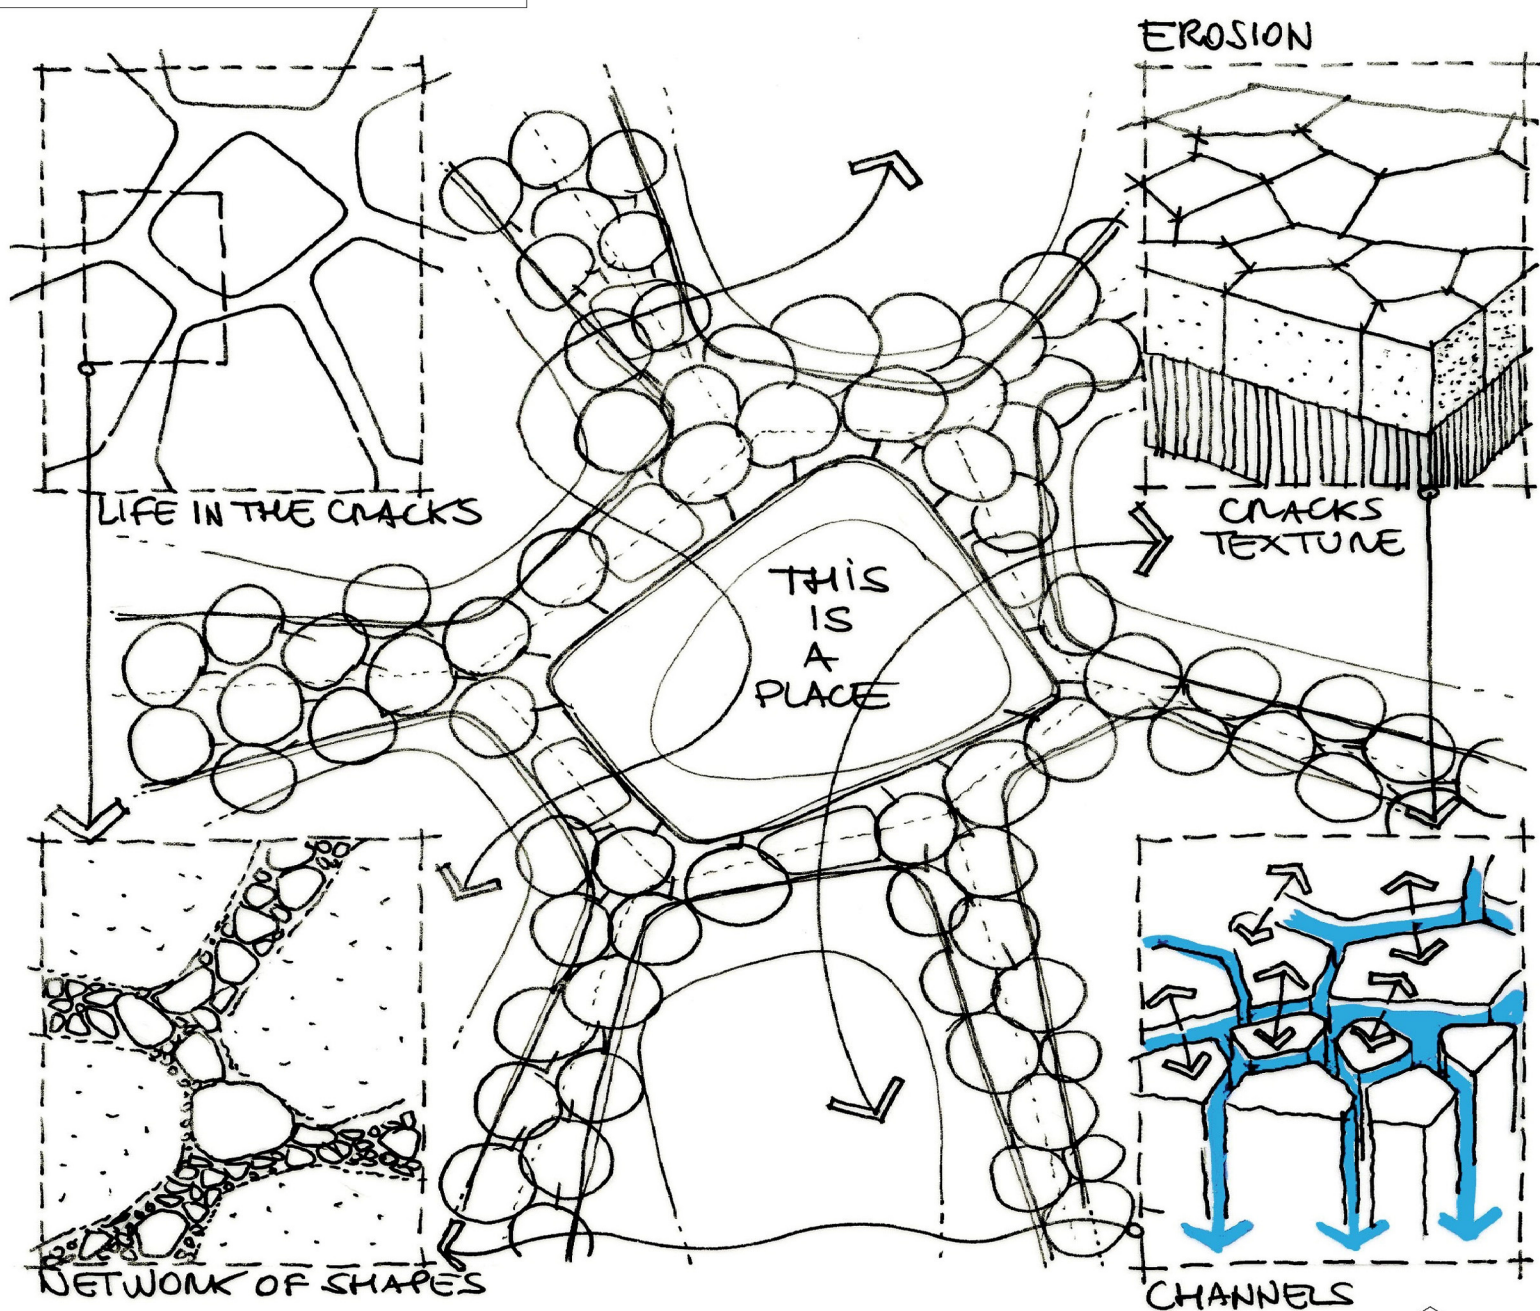 EROSION
LIFE IN THE CRACKS
CRACKS
TEXTURE
THIS
IS
A
PLACE
NETWORK OF SHAPES
CHANNELS